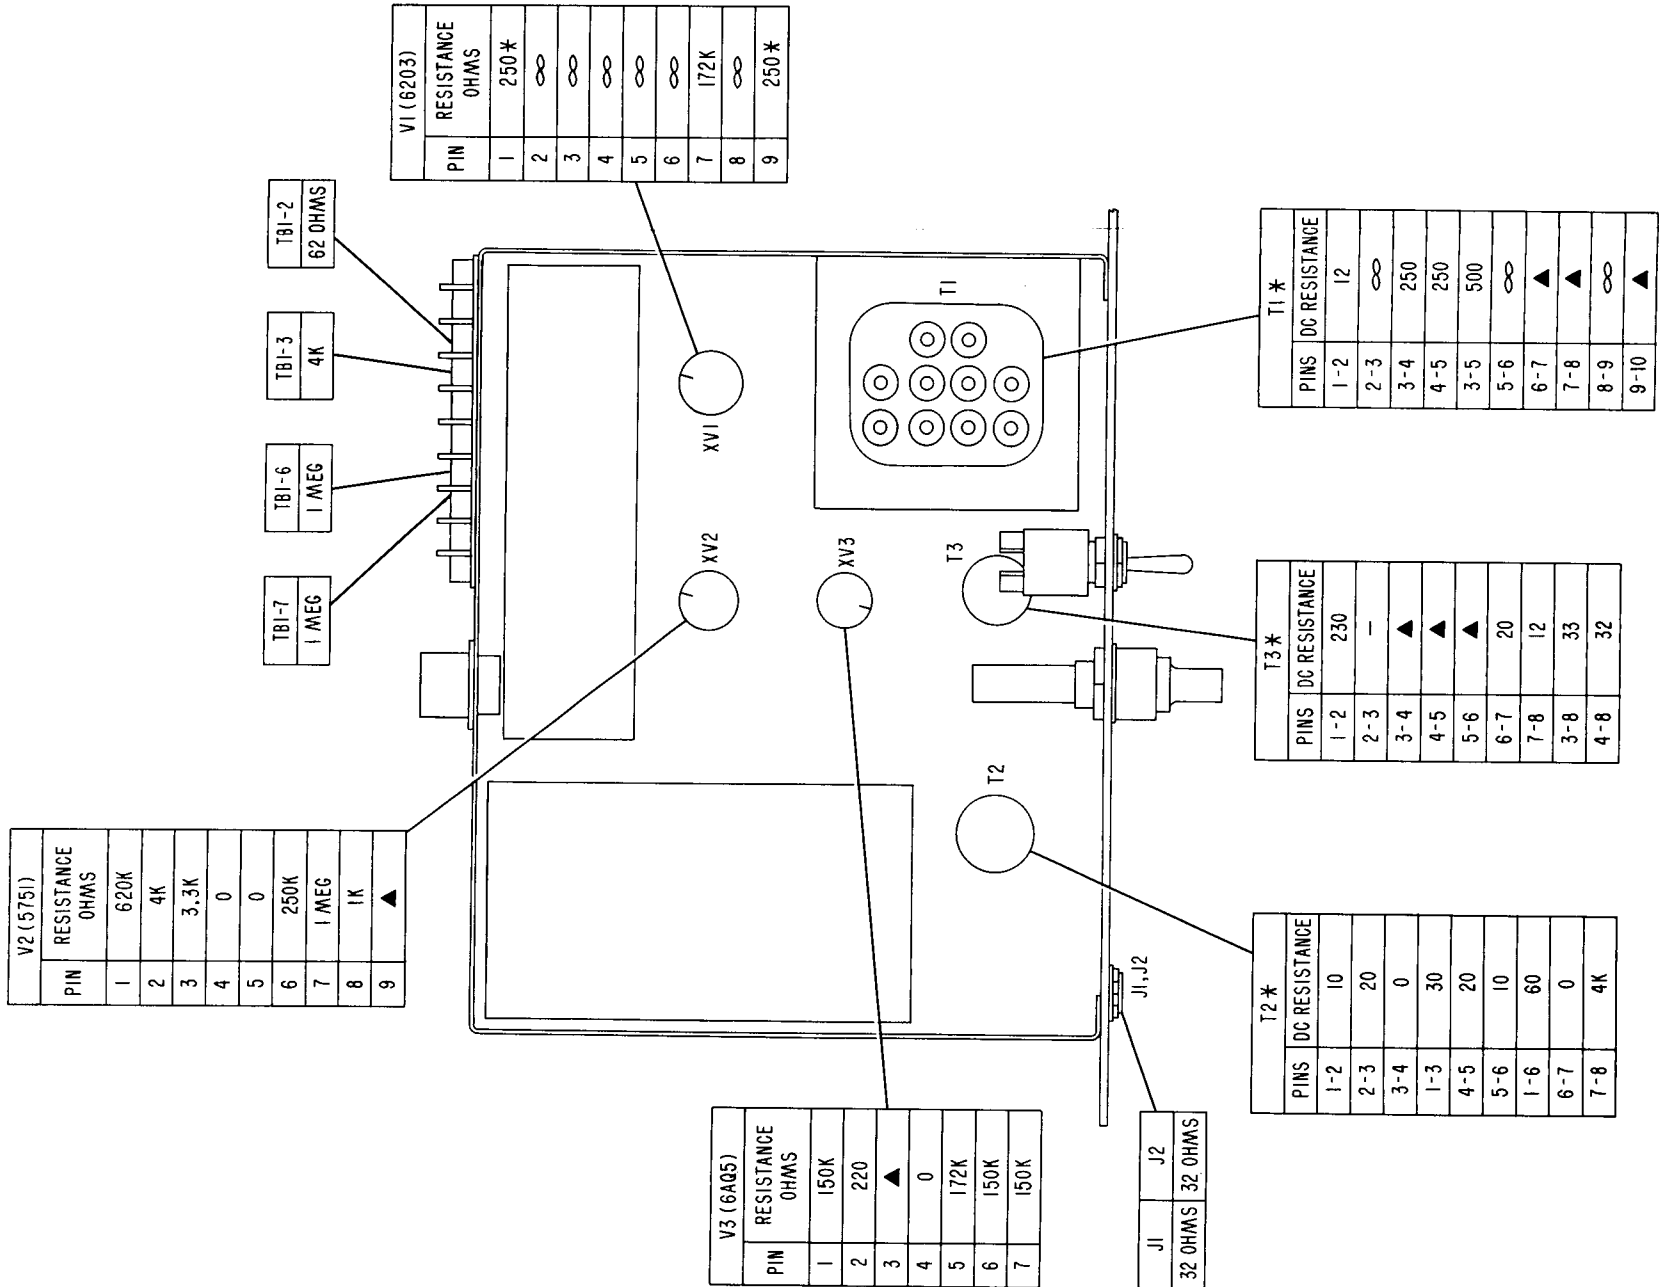 V1 (6203)
PIN RESISTANCE OHMS
1 250*
2 ∞
3 ∞
4 ∞
5 ∞
6 ∞
7 172K
8 ∞
9 250*
TB1-2
62 OHMS
TB1-3
4K
TB1-6
1 MEG
TB1-7
1 MEG
V2 (5751)
PIN RESISTANCE OHMS
1 620K
2 4K
3 3.3K
4 0
5 0
6 250K
7 1 MEG
8 1K
9 ▲
XV1
XV2
XV3
T1
T3
T2
J1, J2
V3 (6AQ5)
PIN RESISTANCE OHMS
1 150K
2 220
3 ▲
4 0
5 172K
6 150K
7 150K
J1 J2
32 OHMS 32 OHMS
T1*
PINS DC RESISTANCE
1-2 12
2-3 ∞
3-4 250
4-5 250
3-5 500
5-6 ∞
6-7 ▲
7-8 ▲
8-9 ∞
9-10 ▲
T3*
PINS DC RESISTANCE
1-2 230
2-3 –
3-4 ▲
4-5 ▲
5-6 ▲
6-7 20
7-8 12
3-8 33
4-8 32
T2*
PINS DC RESISTANCE
1-2 10
2-3 20
3-4 0
1-3 30
4-5 20
5-6 10
1-6 60
6-7 0
7-8 4K